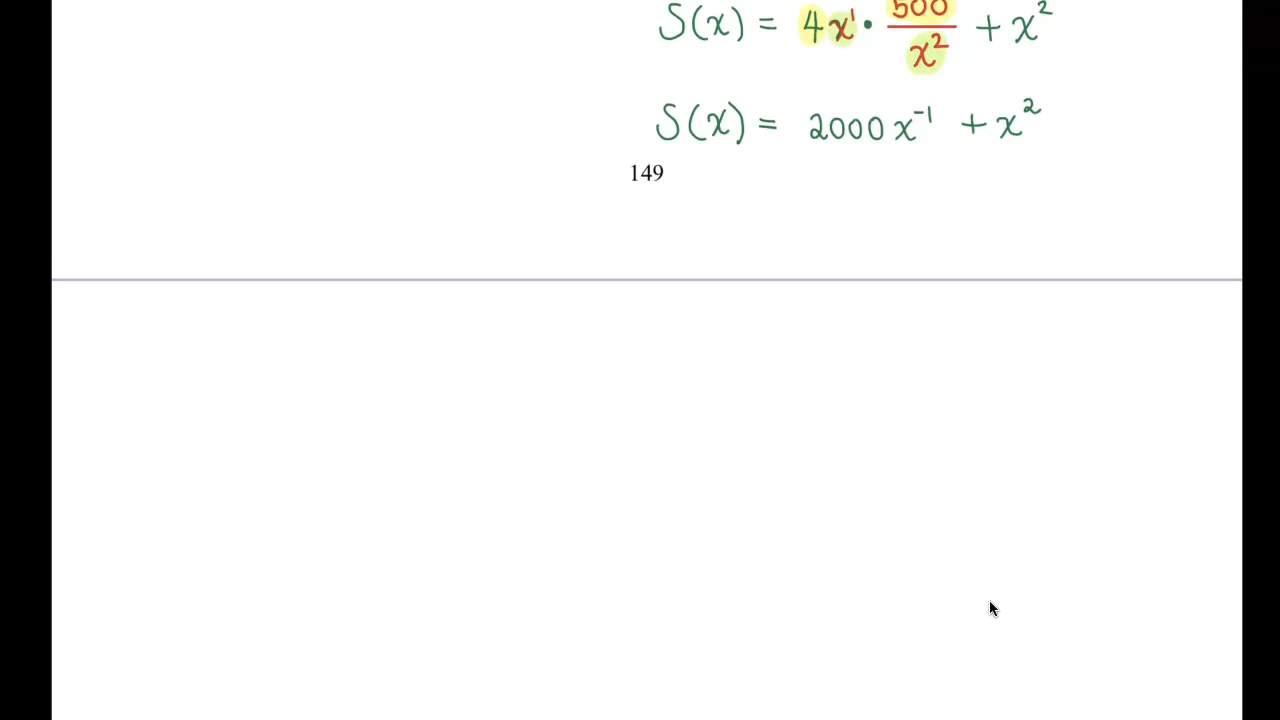 S(x) = 4x¹ • 500/x² + x²
S(x) = 2000x⁻¹ + x²
149